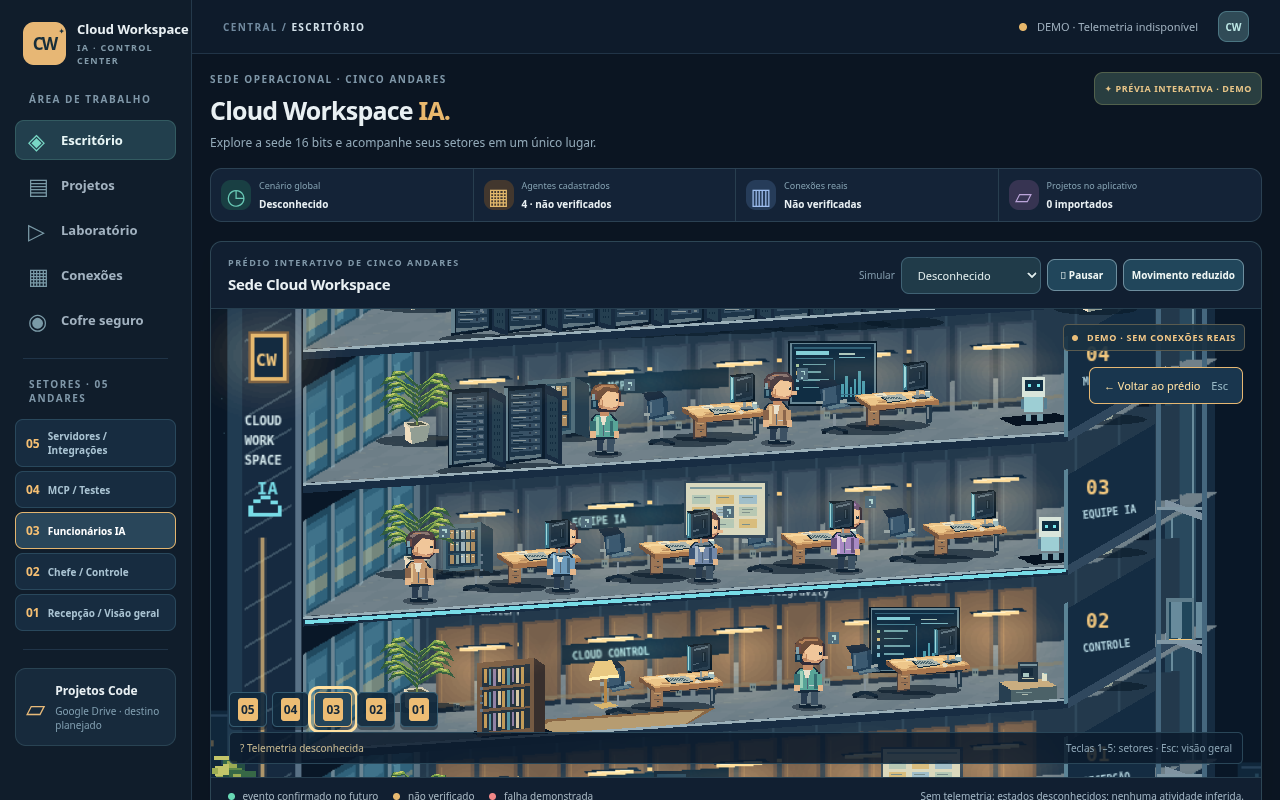 CW
Cloud Workspace
IA · CONTROL
CENTER
ÁREA DE TRABALHO
Escritório
Projetos
Laboratório
Conexões
Cofre seguro
SETORES · 05
ANDARES
05 Servidores /
Integrações
04 MCP / Testes
03 Funcionários IA
02 Chefe / Controle
01 Recepção / Visão geral
Projetos Code
Google Drive · destino
planejado
CENTRAL / ESCRITÓRIO
DEMO · Telemetria indisponível
CW
SEDE OPERACIONAL · CINCO ANDARES
Cloud Workspace IA.
Explore a sede 16 bits e acompanhe seus setores em um único lugar.
✦ PRÉVIA INTERATIVA · DEMO
Cenário global
Desconhecido
Agentes cadastrados
4 · não verificados
Conexões reais
Não verificadas
Projetos no aplicativo
0 importados
PRÉDIO INTERATIVO DE CINCO ANDARES
Sede Cloud Workspace
Simular
Desconhecido
Pausar
Movimento reduzido
CW
CLOUD
WORK
SPACE
IA
DEMO · SEM CONEXÕES REAIS
04
← Voltar ao prédio Esc
03
EQUIPE IA
EQUIPE IA
02
CONTROLE
CLOUD CONTROL
05
04
03
02
01
? Telemetria desconhecida
Teclas 1–5: setores · Esc: visão geral
01
RECEPÇÃO
evento confirmado no futuro
não verificado
falha demonstrada
Sem telemetria: estados desconhecidos; nenhuma atividade inferida.